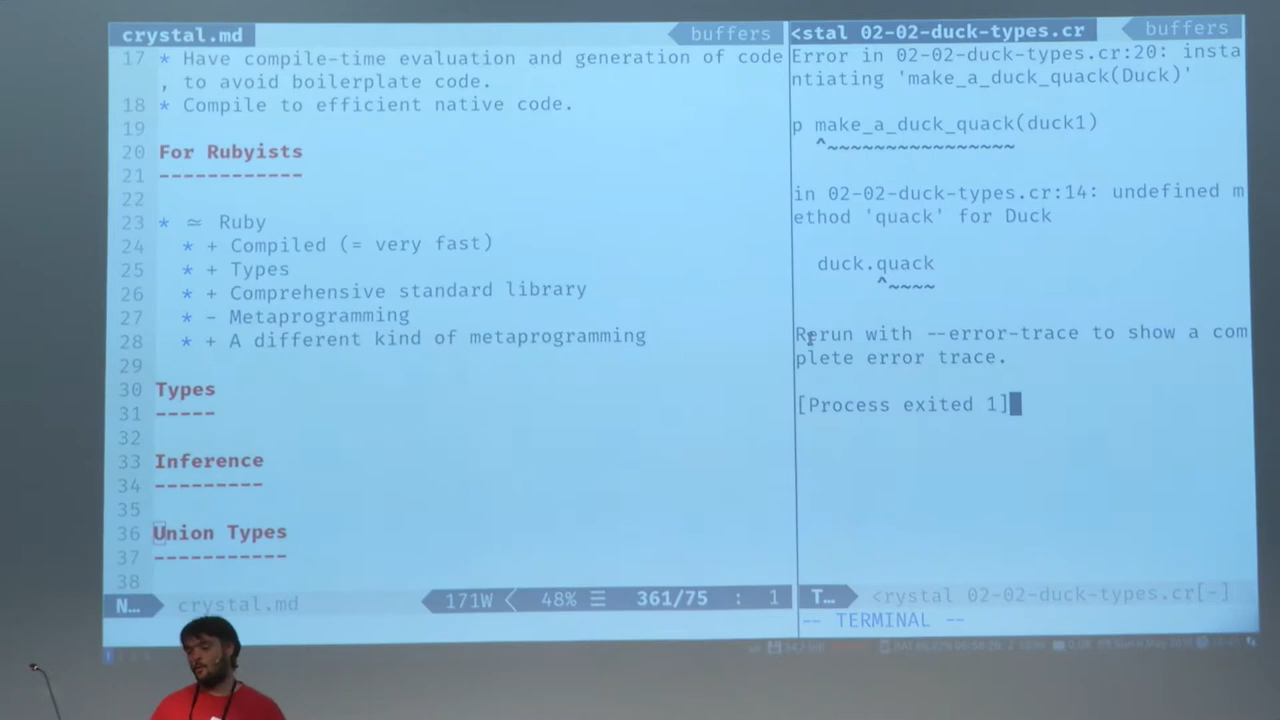 crystal.md
buffers
17 * Have compile-time evaluation and generation of code
, to avoid boilerplate code.
18 * Compile to efficient native code.
19
20 For Rubyists
21 ------------
22
23 * ≃ Ruby
24 * + Compiled (= very fast)
25 * + Types
26 * + Comprehensive standard library
27 * - Metaprogramming
28 * + A different kind of metaprogramming
29
30 Types
31 -----
32
33 Inference
34 ---------
35
36 Union Types
37 -----------
38
N… crystal.md 171W 48% ☰ 361/75 : 1
<stal 02-02-duck-types.cr
buffers
Error in 02-02-duck-types.cr:20: insta
ntiating 'make_a_duck_quack(Duck)'
p make_a_duck_quack(duck1)
^~~~~~~~~~~~~~~~~
in 02-02-duck-types.cr:14: undefined m
ethod 'quack' for Duck
duck.quack
^~~~~
Rerun with --error-trace to show a com
plete error trace.
[Process exited 1]
T… <rystal 02-02-duck-types.cr[-]
-- TERMINAL --